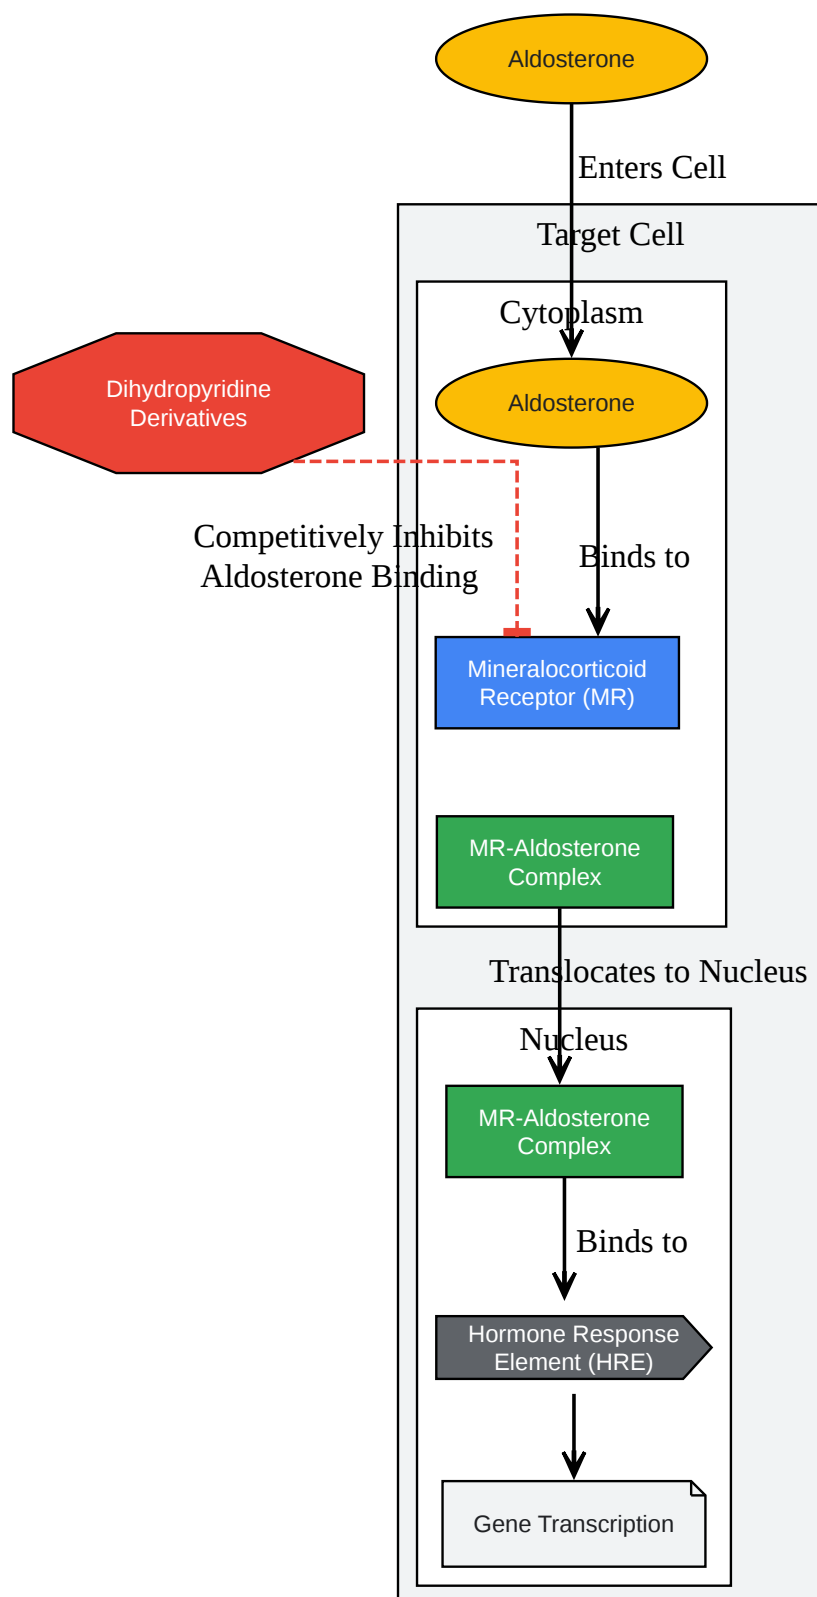 Aldosterone
Enters Cell
Target Cell
Cytoplasm
Aldosterone
Dihydropyridine
Derivatives
Competitively Inhibits
Aldosterone Binding
Binds to
Mineralocorticoid
Receptor (MR)
MR-Aldosterone
Complex
Translocates to Nucleus
Nucleus
MR-Aldosterone
Complex
Binds to
Hormone Response
Element (HRE)
Gene Transcription